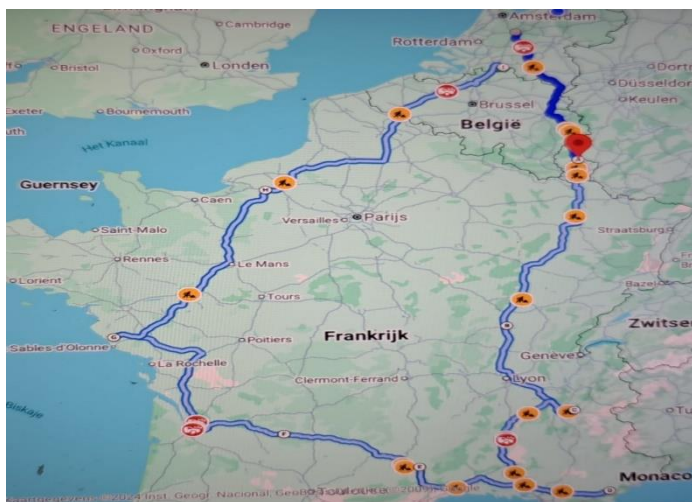 Amsterdam
ENGELAND
Cambridge
Rotterdam
Oxford
Londen
Bristol
Dortm
Düsseldor
Keulen
Exeter
Bournemouth
Brussel
België
Het Kanaal
Guernsey
Caen
Versailles
Parijs
Straatsburg
Saint-Malo
Rennes
Le Mans
Lorient
Tours
Bazel
Zwitse
Frankrijk
Sables d'Olonne
Poitiers
Genève
La Rochelle
Clermont-Ferrand
Lyon
Biskaje
Monaco